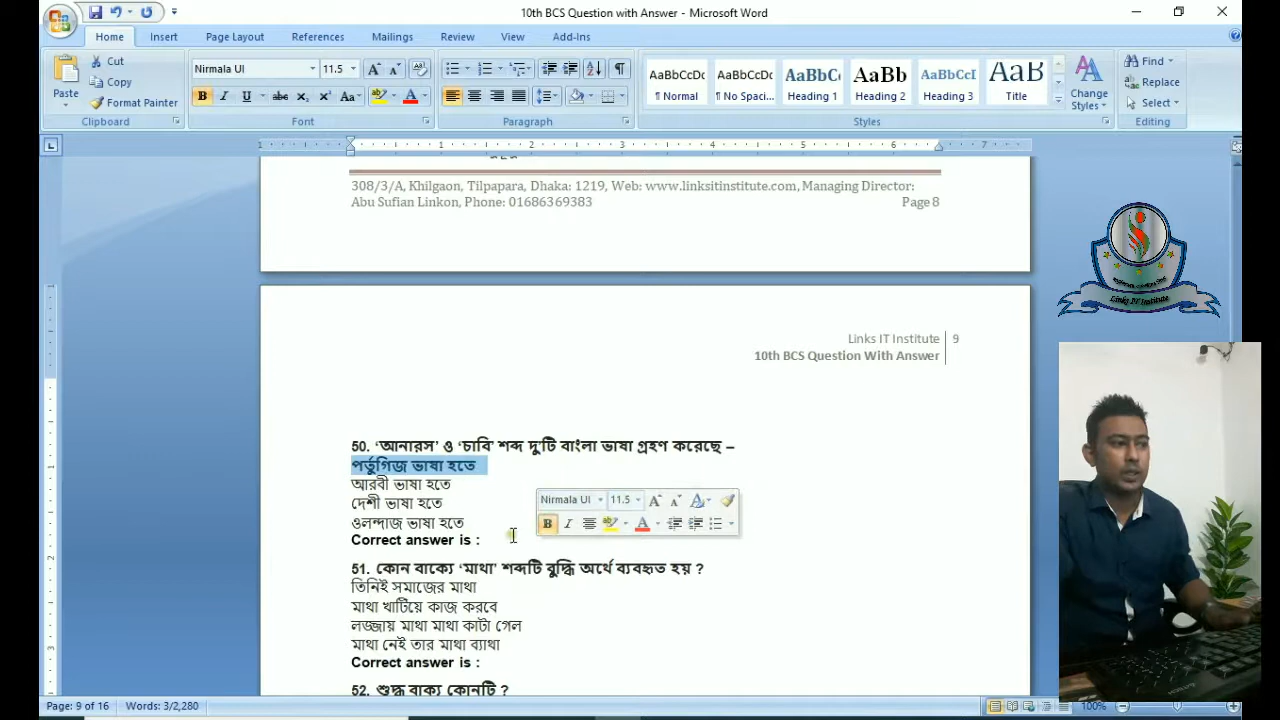 10th BCS Question with Answer - Microsoft Word
Home Insert Page Layout References Mailings Review View Add-Ins
Paste
Cut
Copy
Format Painter
Clipboard
Nirmala UI 11.5
Font
Paragraph
AaBbCcDc AaBbCcDc AaBbC AaBb AaBbCcI AaB
¶ Normal ¶ No Spaci... Heading 1 Heading 2 Heading 3 Title
Change Styles
Styles
Find
Replace
Select
Editing
308/3/A, Khilgaon, Tilpapara, Dhaka: 1219, Web: www.linksitinstitute.com, Managing Director:
Abu Sufian Linkon, Phone: 01686369383 Page 8
Links IT Institute
Links IT Institute 9
10th BCS Question With Answer
50. ‘আনারস’ ও ‘চাবি’ শব্দ দু’টি বাংলা ভাষা গ্রহণ করেছে –
পর্তুগিজ ভাষা হতে
আরবী ভাষা হতে
দেশী ভাষা হতে
ওলন্দাজ ভাষা হতে
Correct answer is :
Nirmala UI 11.5
51. কোন বাক্যে ‘মাথা’ শব্দটি বুদ্ধি অর্থে ব্যবহৃত হয় ?
তিনিই সমাজের মাথা
মাথা খাটিয়ে কাজ করবে
লজ্জায় মাথা মাথা কাটা গেল
মাথা নেই তার মাথা ব্যাথা
Correct answer is :
52. শুদ্ধ বাক্য কোনটি ?
Page: 9 of 16 Words: 3/2,280 100%